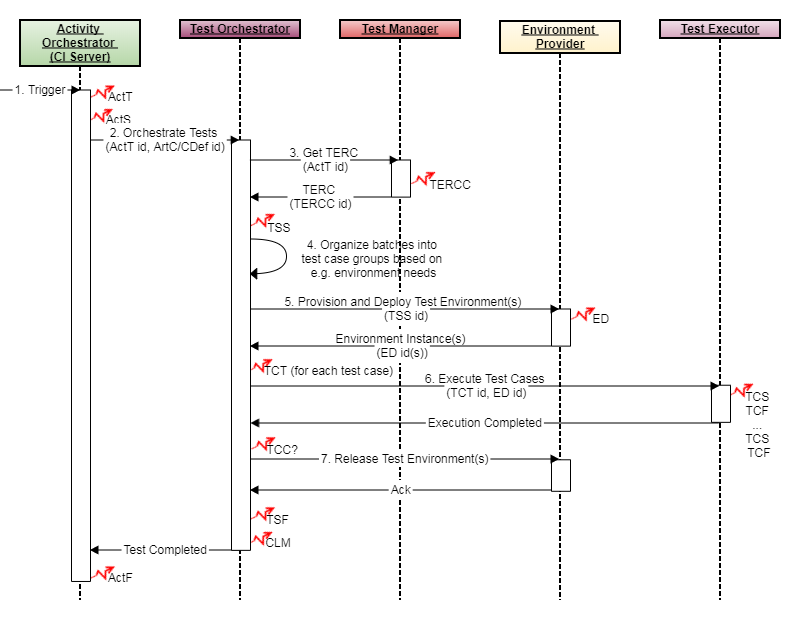 Activity
Orchestrator
(CI Server)
Test Orchestrator
Test Manager
Environment
Provider
Test Executor
1. Trigger
ActT
ActS
2. Orchestrate Tests
(ActT id, ArtC/CDef id)
3. Get TERC
(ActT id)
TERCC
TERC
(TERCC id)
TSS
4. Organize batches into
test case groups based on
e.g. environment needs
5. Provision and Deploy Test Environment(s)
(TSS id)
ED
Environment Instance(s)
(ED id(s))
TCT (for each test case)
6. Execute Test Cases
(TCT id, ED id)
TCS
TCF
...
TCS
TCF
Execution Completed
TCC?
7. Release Test Environment(s)
Ack
TSF
CLM
Test Completed
ActF